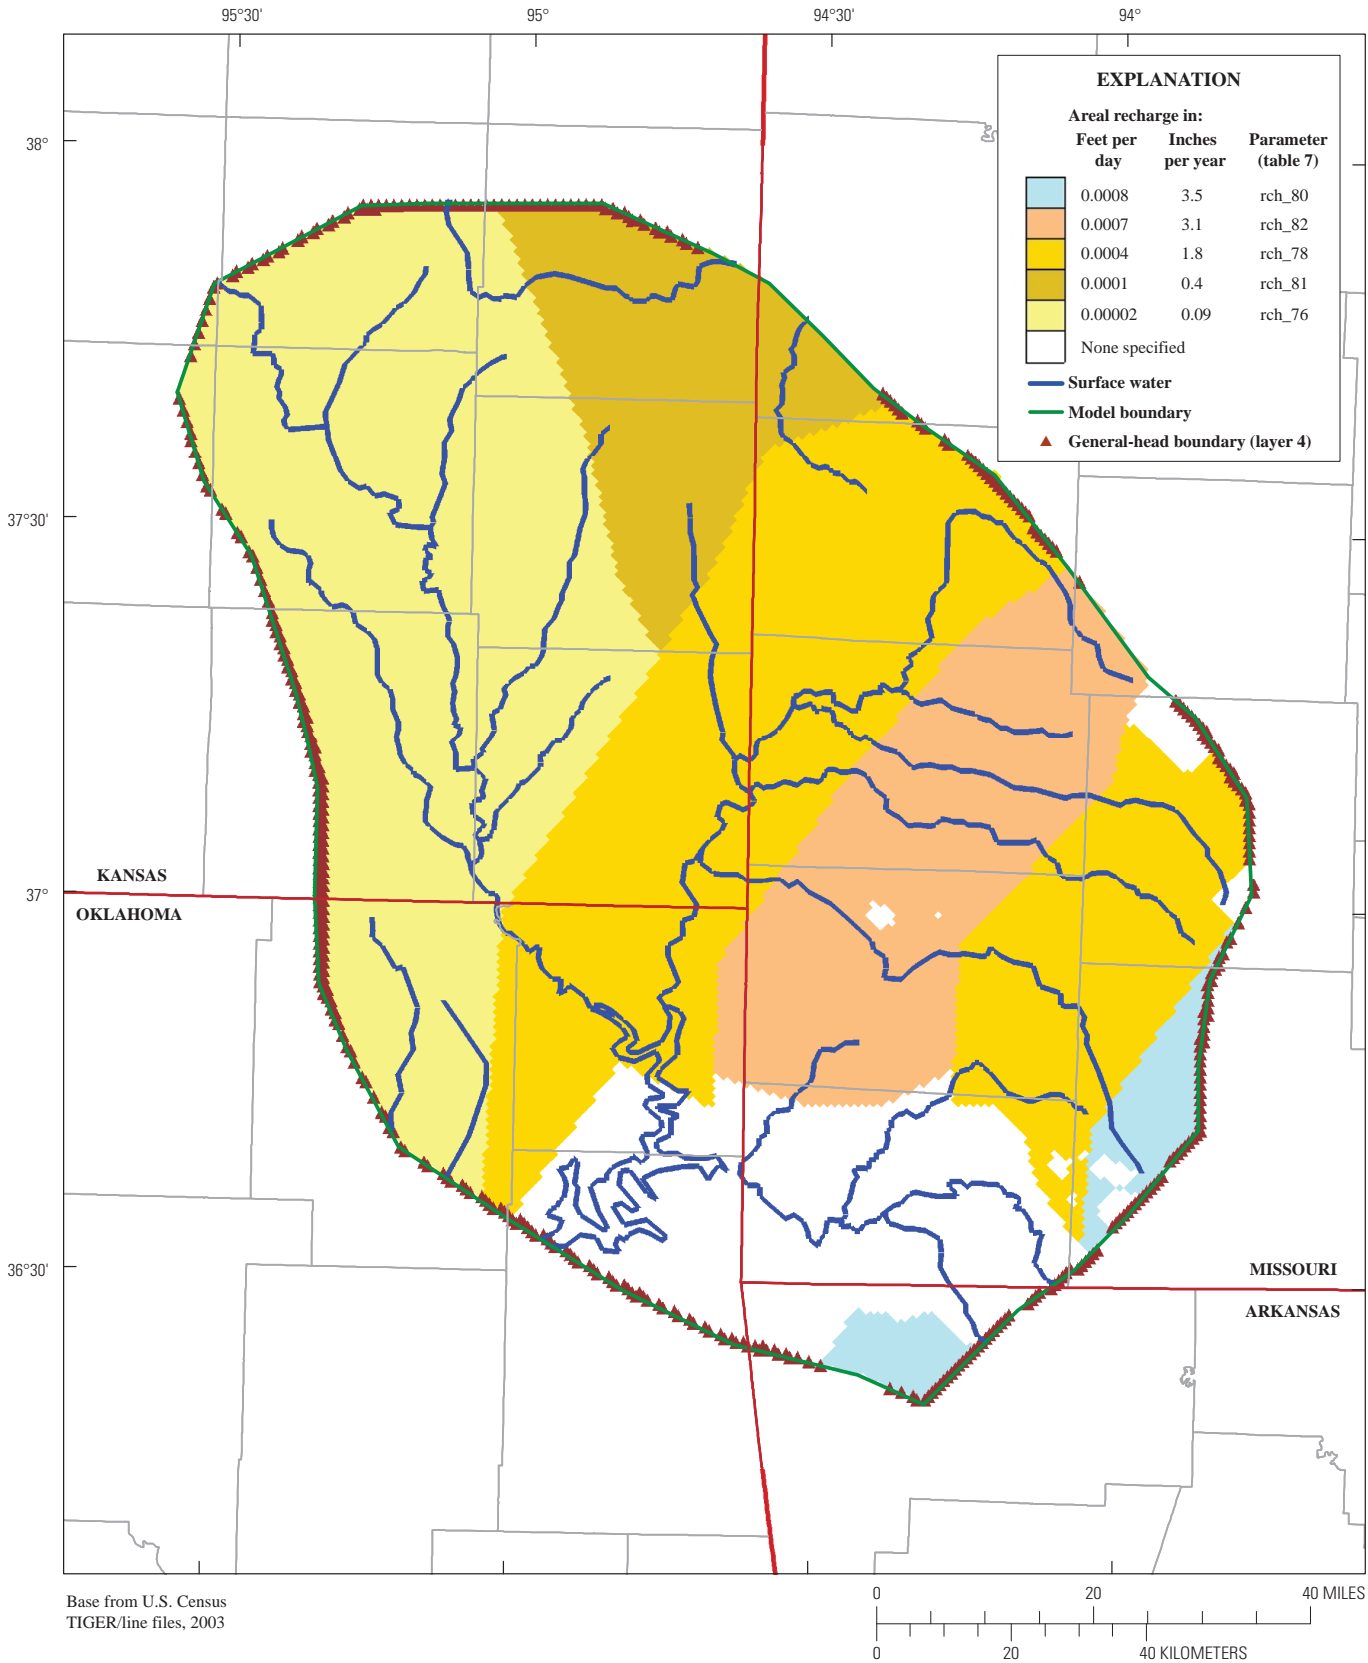 95°30'
95°
94°30'
94°
38°
37°30'
37°
36°30'
EXPLANATION
Areal recharge in:
Feet per day
Inches per year
Parameter (table 7)
0.0008 3.5 rch_80
0.0007 3.1 rch_82
0.0004 1.8 rch_78
0.0001 0.4 rch_81
0.00002 0.09 rch_76
None specified
Surface water
Model boundary
General-head boundary (layer 4)
KANSAS
OKLAHOMA
MISSOURI
ARKANSAS
Base from U.S. Census
TIGER/line files, 2003
0 20 40 MILES
0 20 40 KILOMETERS